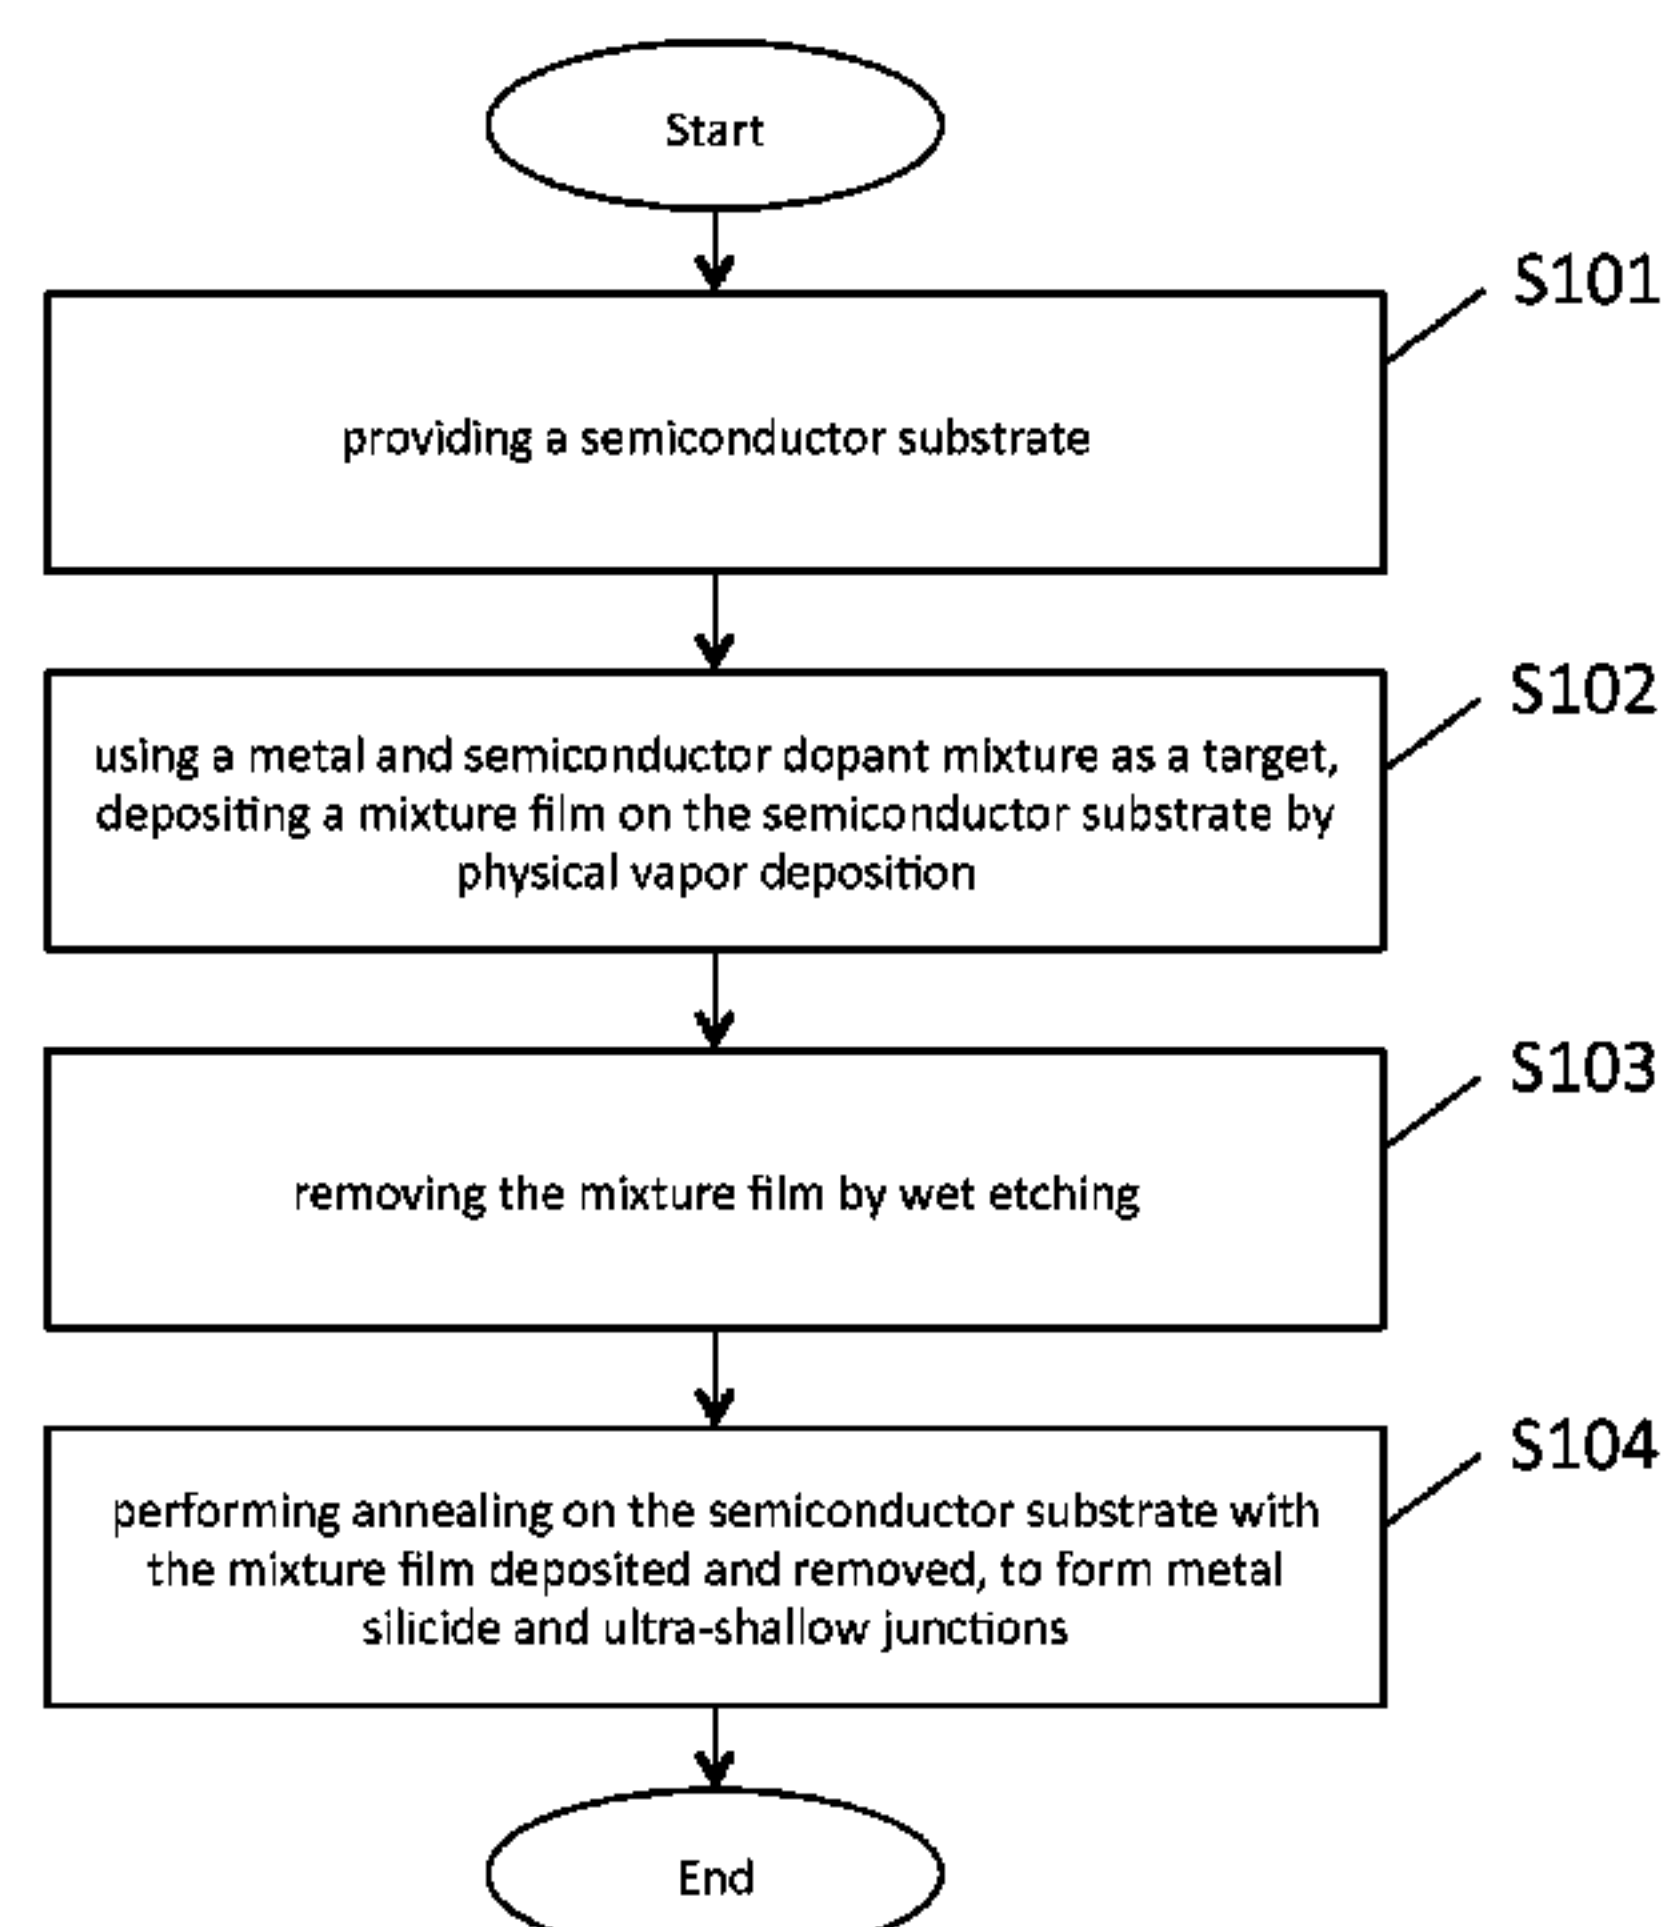 Start
S101
providing a semiconductor substrate
S102
using a metal and semiconductor dopant mixture as a target,
depositing a mixture film on the semiconductor substrate by
physical vapor deposition
S103
removing the mixture film by wet etching
S104
performing annealing on the semiconductor substrate with
the mixture film deposited and removed, to form metal
silicide and ultra-shallow junctions
End